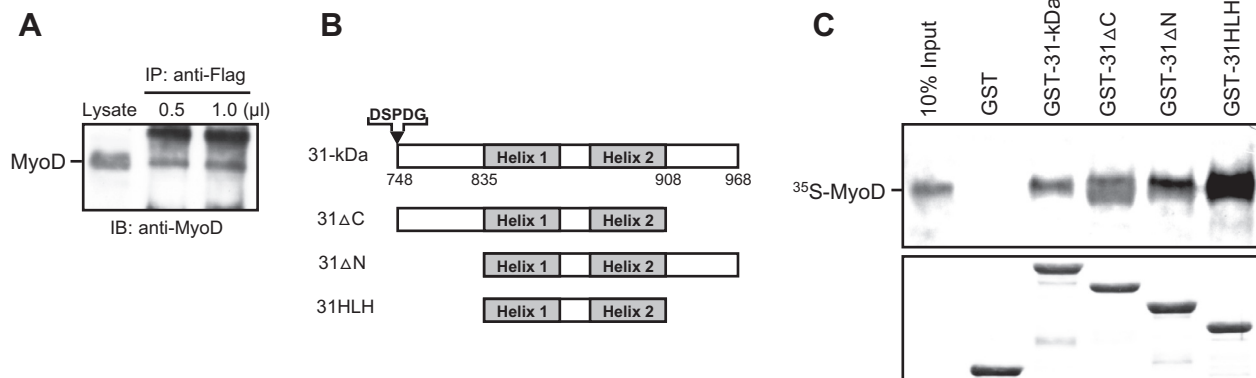 A
IP: anti-Flag
Lysate 0.5 1.0 (µl)
MyoD
IB: anti-MyoD
B
DSPDG
31-kDa
Helix 1 Helix 2
748 835 908 968
31△C
Helix 1 Helix 2
31△N
Helix 1 Helix 2
31HLH
Helix 1 Helix 2
C
10% Input
GST
GST-31-kDa
GST-31△C
GST-31△N
GST-31HLH
³⁵S-MyoD